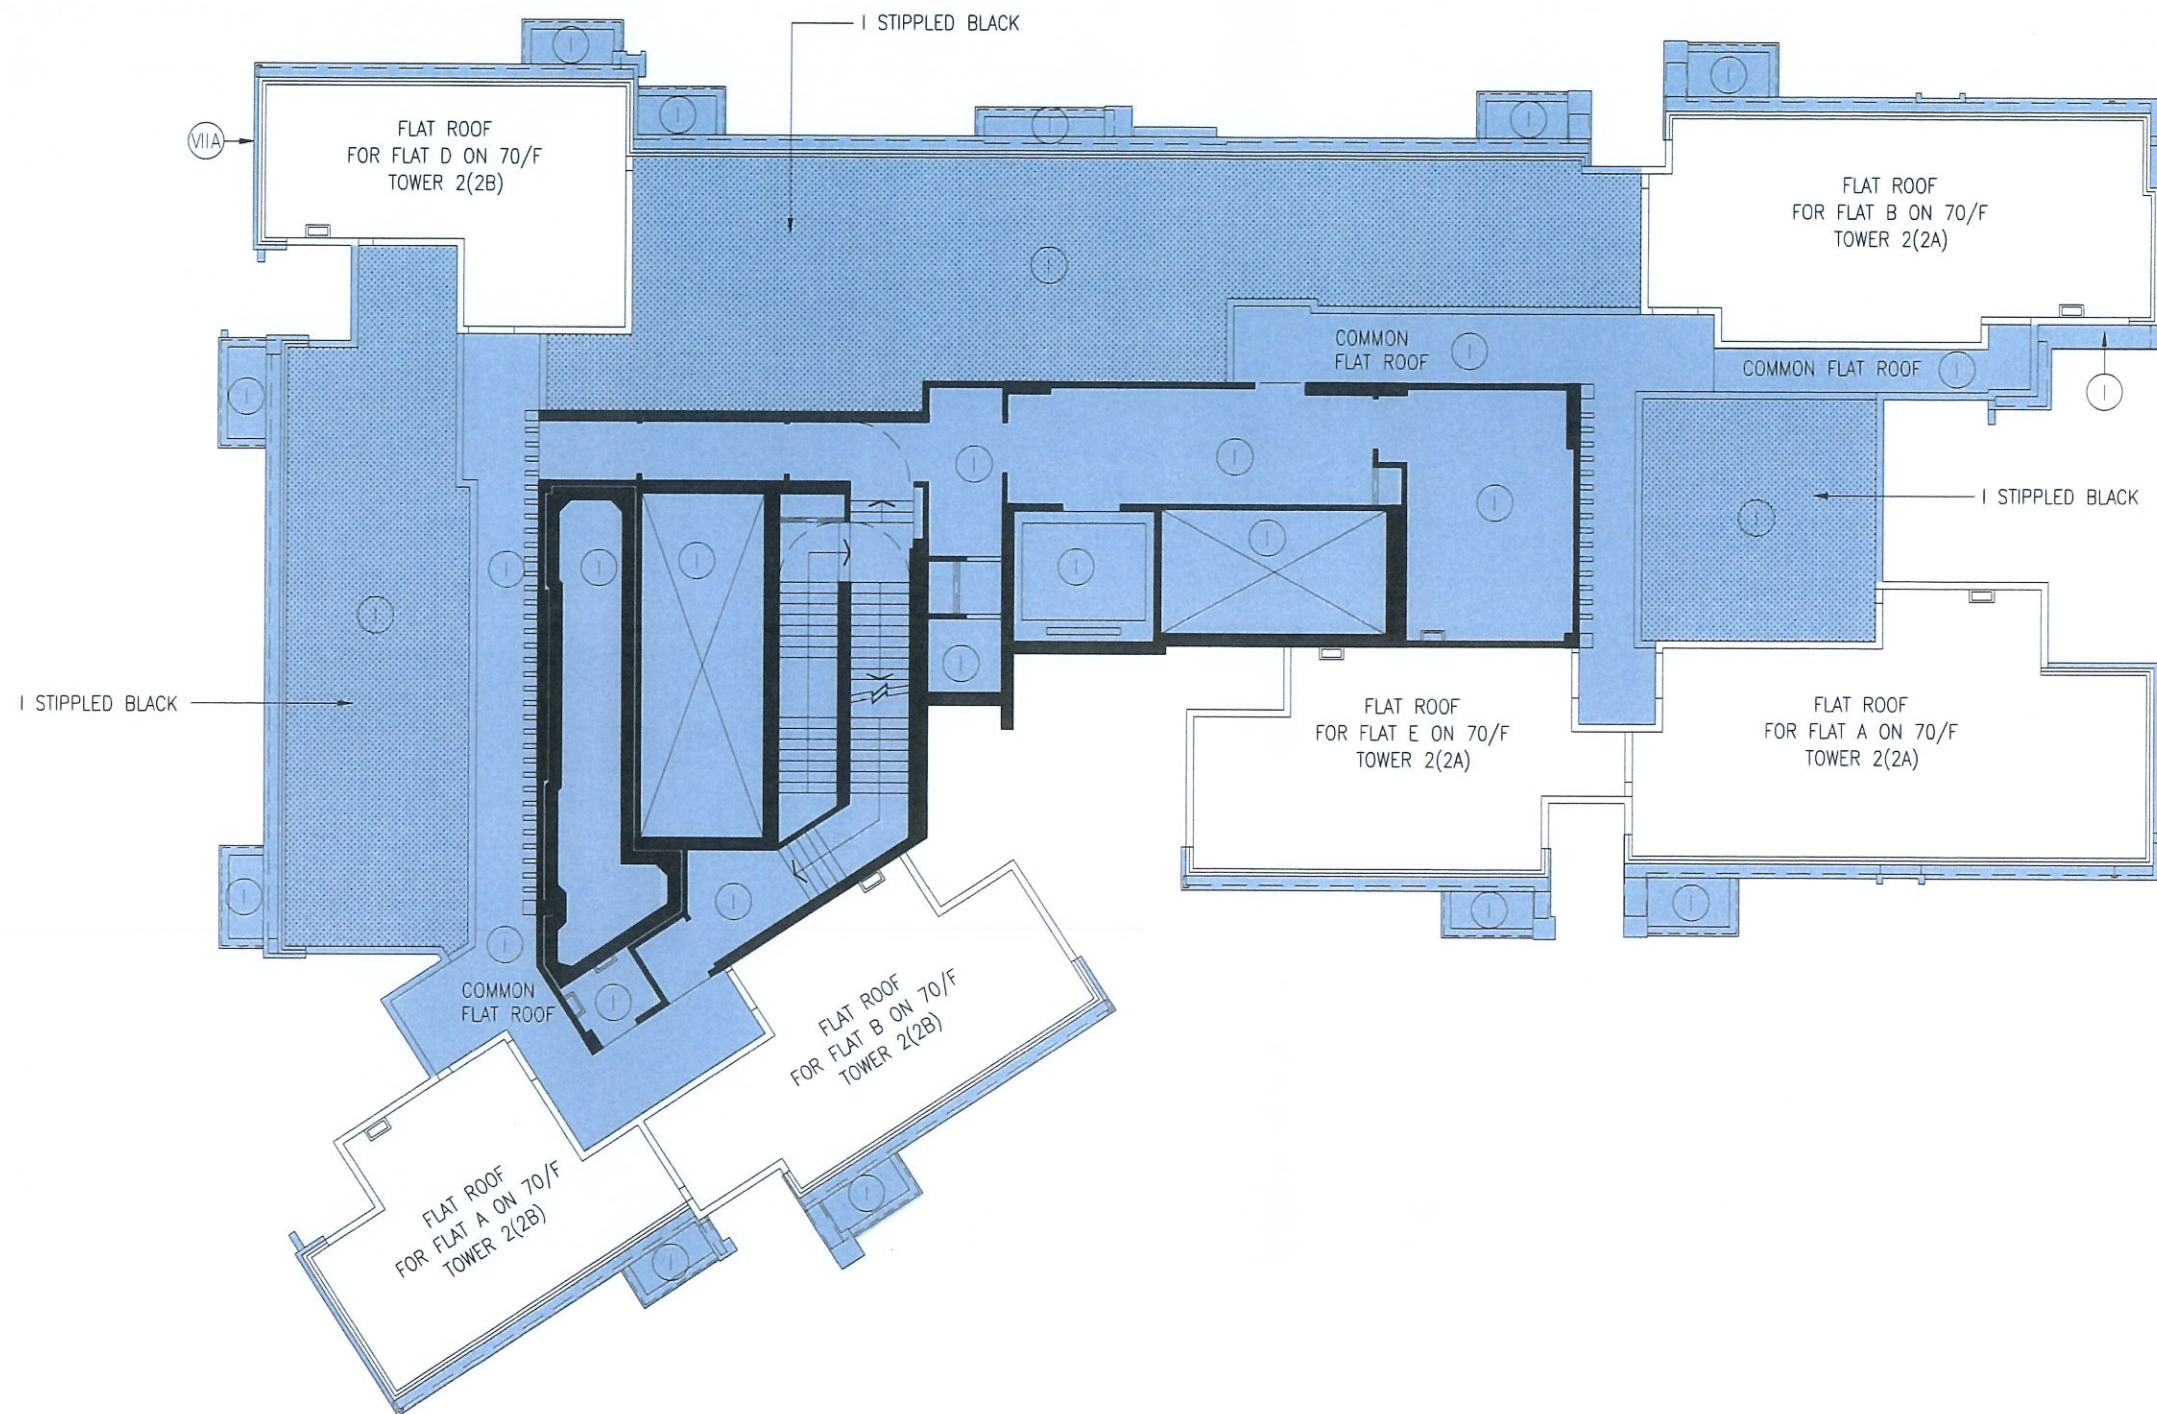 I STIPPLED BLACK
I
I
I
I
I
I
VIIA
FLAT ROOF
FOR FLAT D ON 70/F
TOWER 2(2B)
FLAT ROOF
FOR FLAT B ON 70/F
TOWER 2(2A)
I
COMMON
FLAT ROOF
I
COMMON FLAT ROOF
I
I
I
I
I
I
I STIPPLED BLACK
I
I
I
I
I
I
I
I
I
I
I STIPPLED BLACK
FLAT ROOF
FOR FLAT E ON 70/F
TOWER 2(2A)
FLAT ROOF
FOR FLAT A ON 70/F
TOWER 2(2A)
I
I
I
I
I
COMMON
FLAT ROOF
I
FLAT ROOF
FOR FLAT B ON 70/F
TOWER 2(2B)
FLAT ROOF
FOR FLAT A ON 70/F
TOWER 2(2B)
I
I